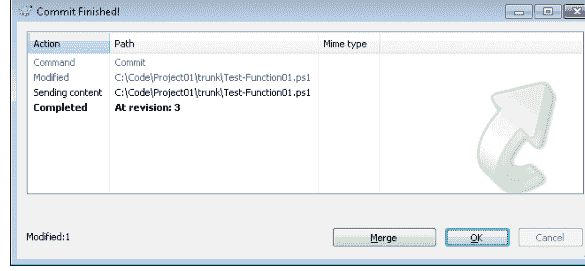 Commit Finished!
Action Path Mime type
Command Commit
Modified C:\Code\Project01\trunk\Test-Function01.ps1
Sending content C:\Code\Project01\trunk\Test-Function01.ps1
Completed At revision: 3
Modified:1 Merge OK Cancel